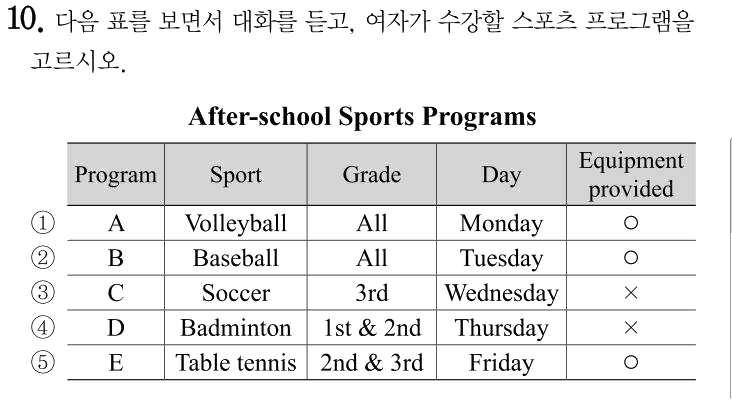 10. 다음 표를 보면서 대화를 듣고, 여자가 수강할 스포츠 프로그램을
고르시오.
After-school Sports Programs
Program Sport Grade Day Equipment provided
① A Volleyball All Monday ○
② B Baseball All Tuesday ○
③ C Soccer 3rd Wednesday ×
④ D Badminton 1st & 2nd Thursday ×
⑤ E Table tennis 2nd & 3rd Friday ○